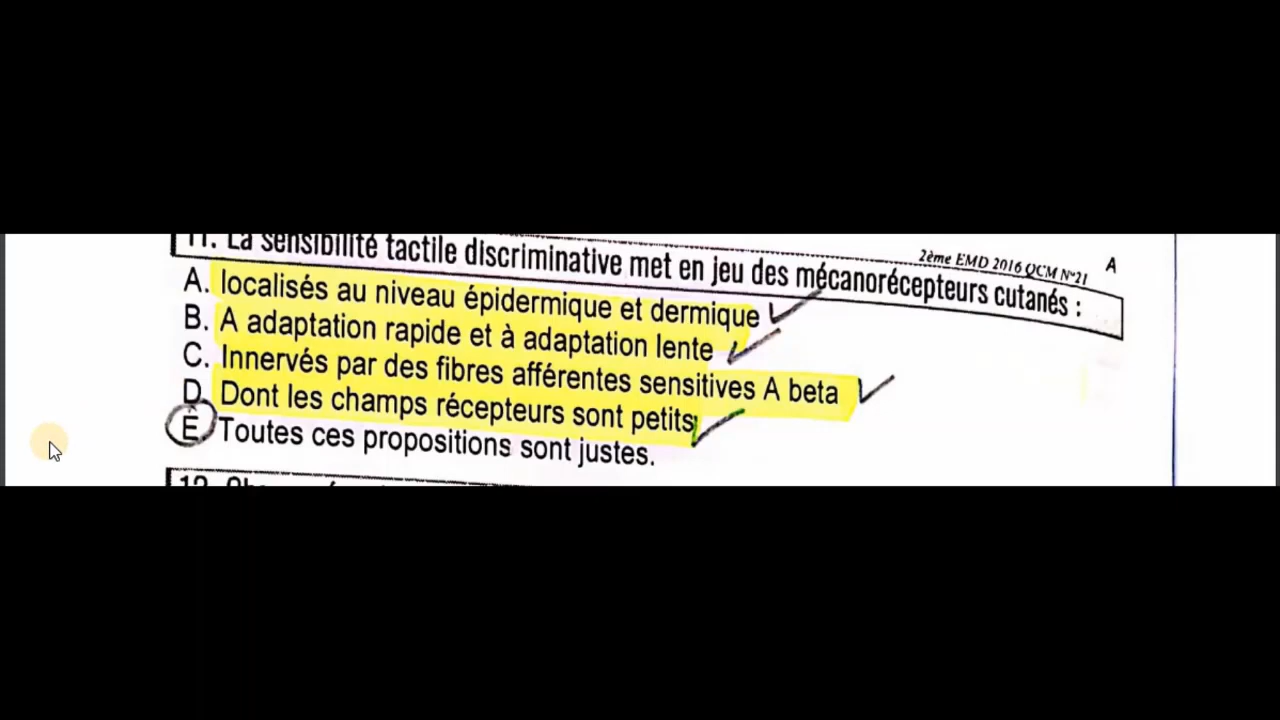 2ème EMD 2016 QCM N°21
A
11. La sensibilité tactile discriminative met en jeu des mécanorécepteurs cutanés :
A. localisés au niveau épidermique et dermique
B. A adaptation rapide et à adaptation lente
C. Innervés par des fibres afférentes sensitives A beta
D. Dont les champs récepteurs sont petits
E Toutes ces propositions sont justes.
12.